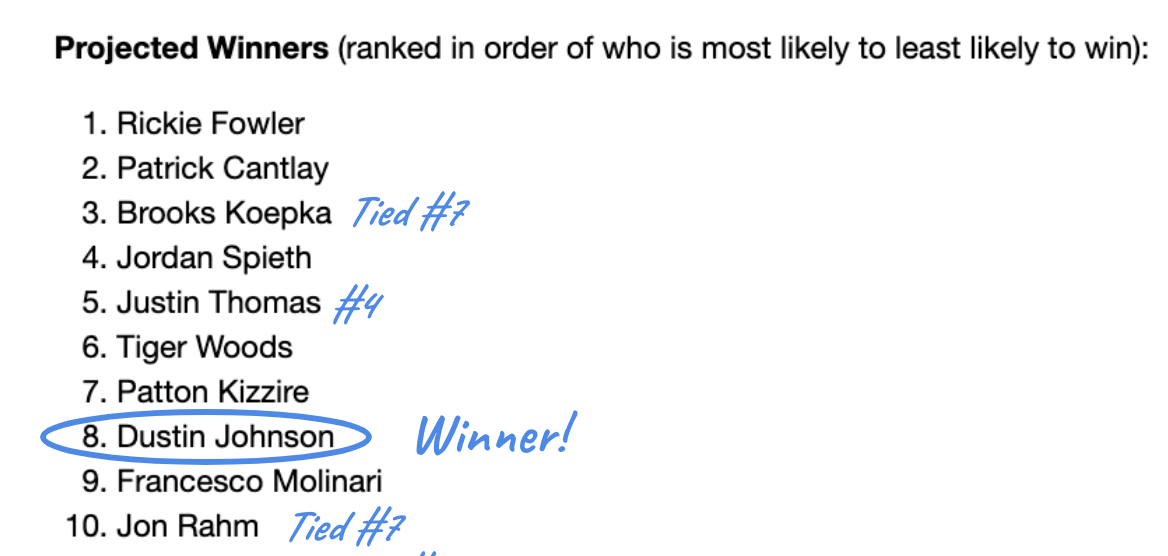 Projected Winners (ranked in order of who is most likely to least likely to win):
1. Rickie Fowler
2. Patrick Cantlay
3. Brooks Koepka Tied #7
4. Jordan Spieth
5. Justin Thomas #4
6. Tiger Woods
7. Patton Kizzire
8. Dustin Johnson Winner!
9. Francesco Molinari
10. Jon Rahm Tied #7